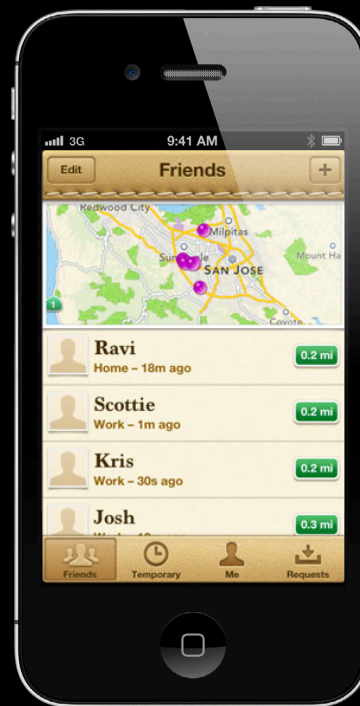 3G 9:41 AM
Edit Friends +
Redwood City
Milpitas
SAN JOSE
Mount Ha
1
Coyote
Ravi
Home – 18m ago
0.2 mi
Scottie
Work – 1m ago
0.2 mi
Kris
Work – 30s ago
0.2 mi
Josh
0.3 mi
Friends Temporary Me Requests